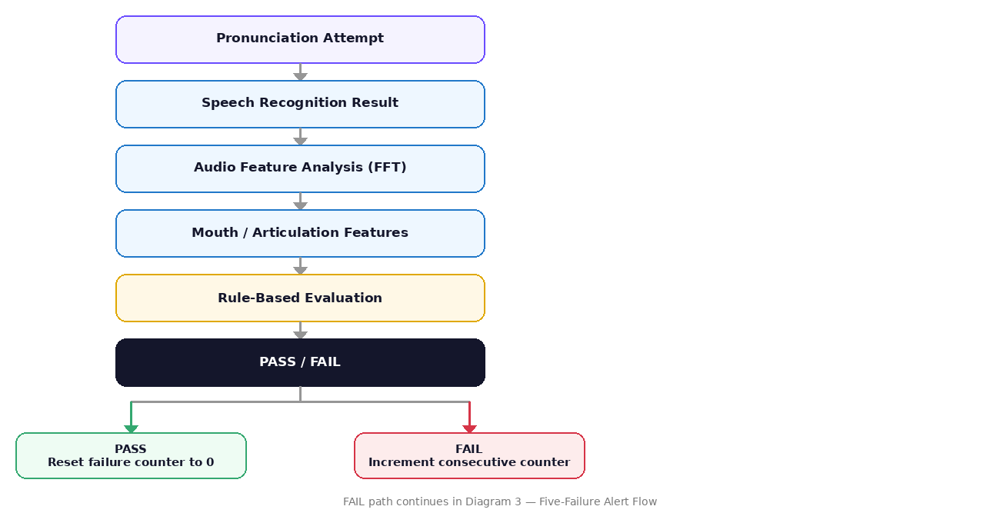 Pronunciation Attempt
Speech Recognition Result
Audio Feature Analysis (FFT)
Mouth / Articulation Features
Rule-Based Evaluation
PASS / FAIL
PASS
Reset failure counter to 0
FAIL
Increment consecutive counter
FAIL path continues in Diagram 3 — Five-Failure Alert Flow